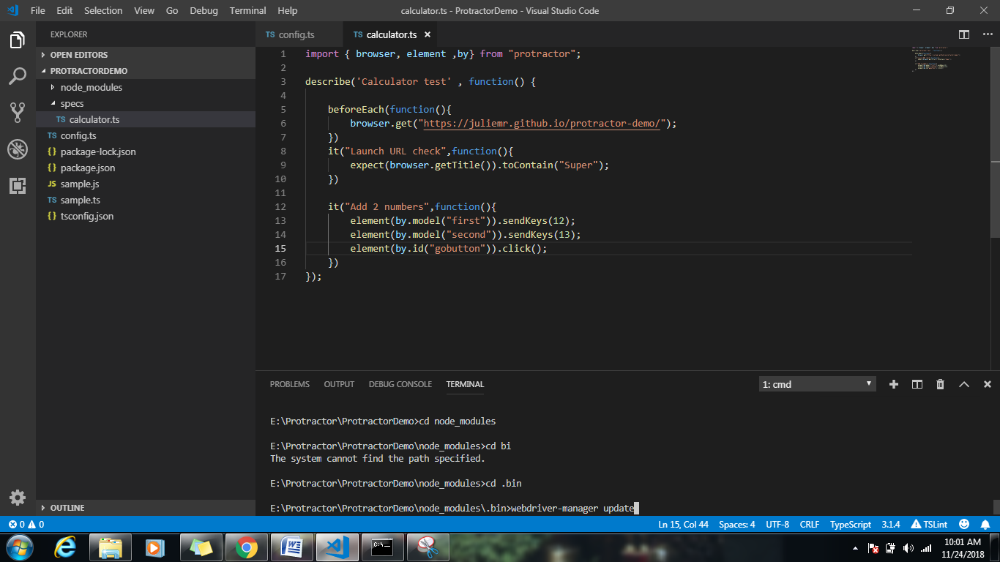 File Edit Selection View Go Debug Terminal Help
calculator.ts - ProtractorDemo - Visual Studio Code
EXPLORER
OPEN EDITORS
PROTRACTORDEMO
node_modules
specs
TS calculator.ts
TS config.ts
{} package-lock.json
{} package.json
JS sample.js
TS sample.ts
{} tsconfig.json
OUTLINE
TS config.ts
TS calculator.ts
1 import { browser, element ,by} from "protractor";
2
3 describe('Calculator test' , function() {
4
5 beforeEach(function(){
6 browser.get("https://juliemr.github.io/protractor-demo/");
7 })
8 it("Launch URL check",function(){
9 expect(browser.getTitle()).toContain("Super");
10 })
11
12 it("Add 2 numbers",function(){
13 element(by.model("first")).sendKeys(12);
14 element(by.model("second")).sendKeys(13);
15 element(by.id("gobutton")).click();
16 })
17 });
PROBLEMS OUTPUT DEBUG CONSOLE TERMINAL
1: cmd
E:\Protractor\ProtractorDemo>cd node_modules
E:\Protractor\ProtractorDemo\node_modules>cd bi
The system cannot find the path specified.
E:\Protractor\ProtractorDemo\node_modules>cd .bin
E:\Protractor\ProtractorDemo\node_modules\.bin>webdriver-manager update
0 0
Ln 15, Col 44 Spaces: 4 UTF-8 CRLF TypeScript 3.1.4 TSLint
10:01 AM
11/24/2018